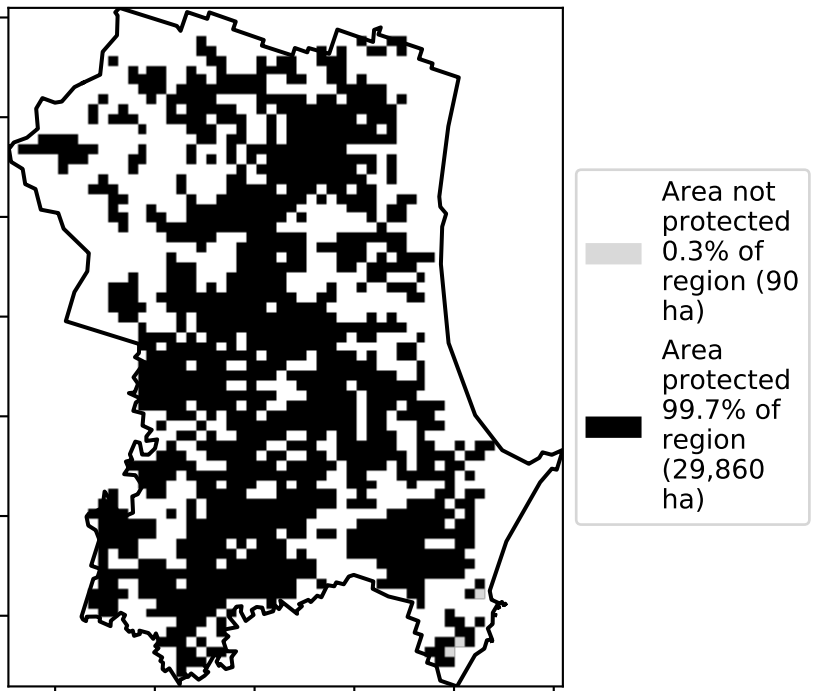 Area not
protected
0.3% of
region (90
ha)
Area
protected
99.7% of
region
(29,860
ha)